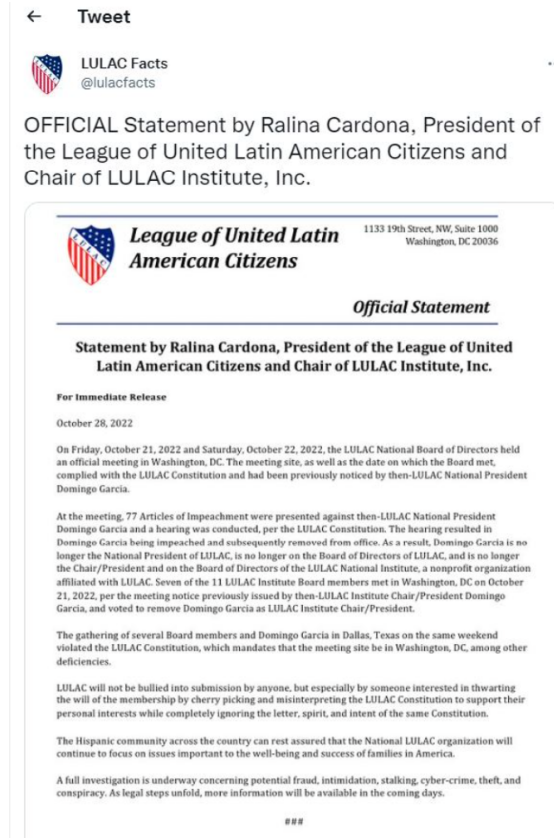 Tweet
LULAC Facts
@lulacfacts
OFFICIAL Statement by Ralina Cardona, President of
the League of United Latin American Citizens and
Chair of LULAC Institute, Inc.
LULAC
League of United Latin
American Citizens
1133 19th Street, NW, Suite 1000
Washington, DC 20036
Official Statement
Statement by Ralina Cardona, President of the League of United
Latin American Citizens and Chair of LULAC Institute, Inc.
For Immediate Release
October 28, 2022
On Friday, October 21, 2022 and Saturday, October 22, 2022, the LULAC National Board of Directors held
an official meeting in Washington, DC. The meeting site, as well as the date on which the Board met,
complied with the LULAC Constitution and had been previously noticed by then-LULAC National President
Domingo Garcia.
At the meeting, 77 Articles of Impeachment were presented against then-LULAC National President
Domingo Garcia and a hearing was conducted, per the LULAC Constitution. The hearing resulted in
Domingo Garcia being impeached and subsequently removed from office. As a result, Domingo Garcia is no
longer the National President of LULAC, is no longer on the Board of Directors of LULAC, and is no longer
the Chair/President and on the Board of Directors of the LULAC National Institute, a nonprofit organization
affiliated with LULAC. Seven of the 11 LULAC Institute Board members met in Washington, DC on October
21, 2022, per the meeting notice previously issued by then-LULAC Institute Chair/President Domingo
Garcia, and voted to remove Domingo Garcia as LULAC Institute Chair/President.
The gathering of several Board members and Domingo Garcia in Dallas, Texas on the same weekend
violated the LULAC Constitution, which mandates that the meeting site be in Washington, DC, among other
deficiencies.
LULAC will not be bullied into submission by anyone, but especially by someone interested in thwarting
the will of the membership by cherry picking and misinterpreting the LULAC Constitution to support their
personal interests while completely ignoring the letter, spirit, and intent of the same Constitution.
The Hispanic community across the country can rest assured that the National LULAC organization will
continue to focus on issues important to the well-being and success of families in America.
A full investigation is underway concerning potential fraud, intimidation, stalking, cyber-crime, theft, and
conspiracy. As legal steps unfold, more information will be available in the coming days.
###